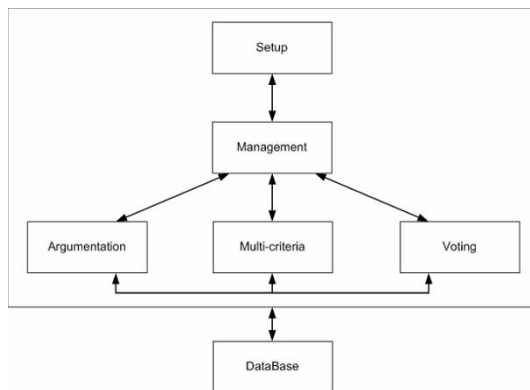 Setup
Management
Argumentation
Multi-criteria
Voting
DataBase